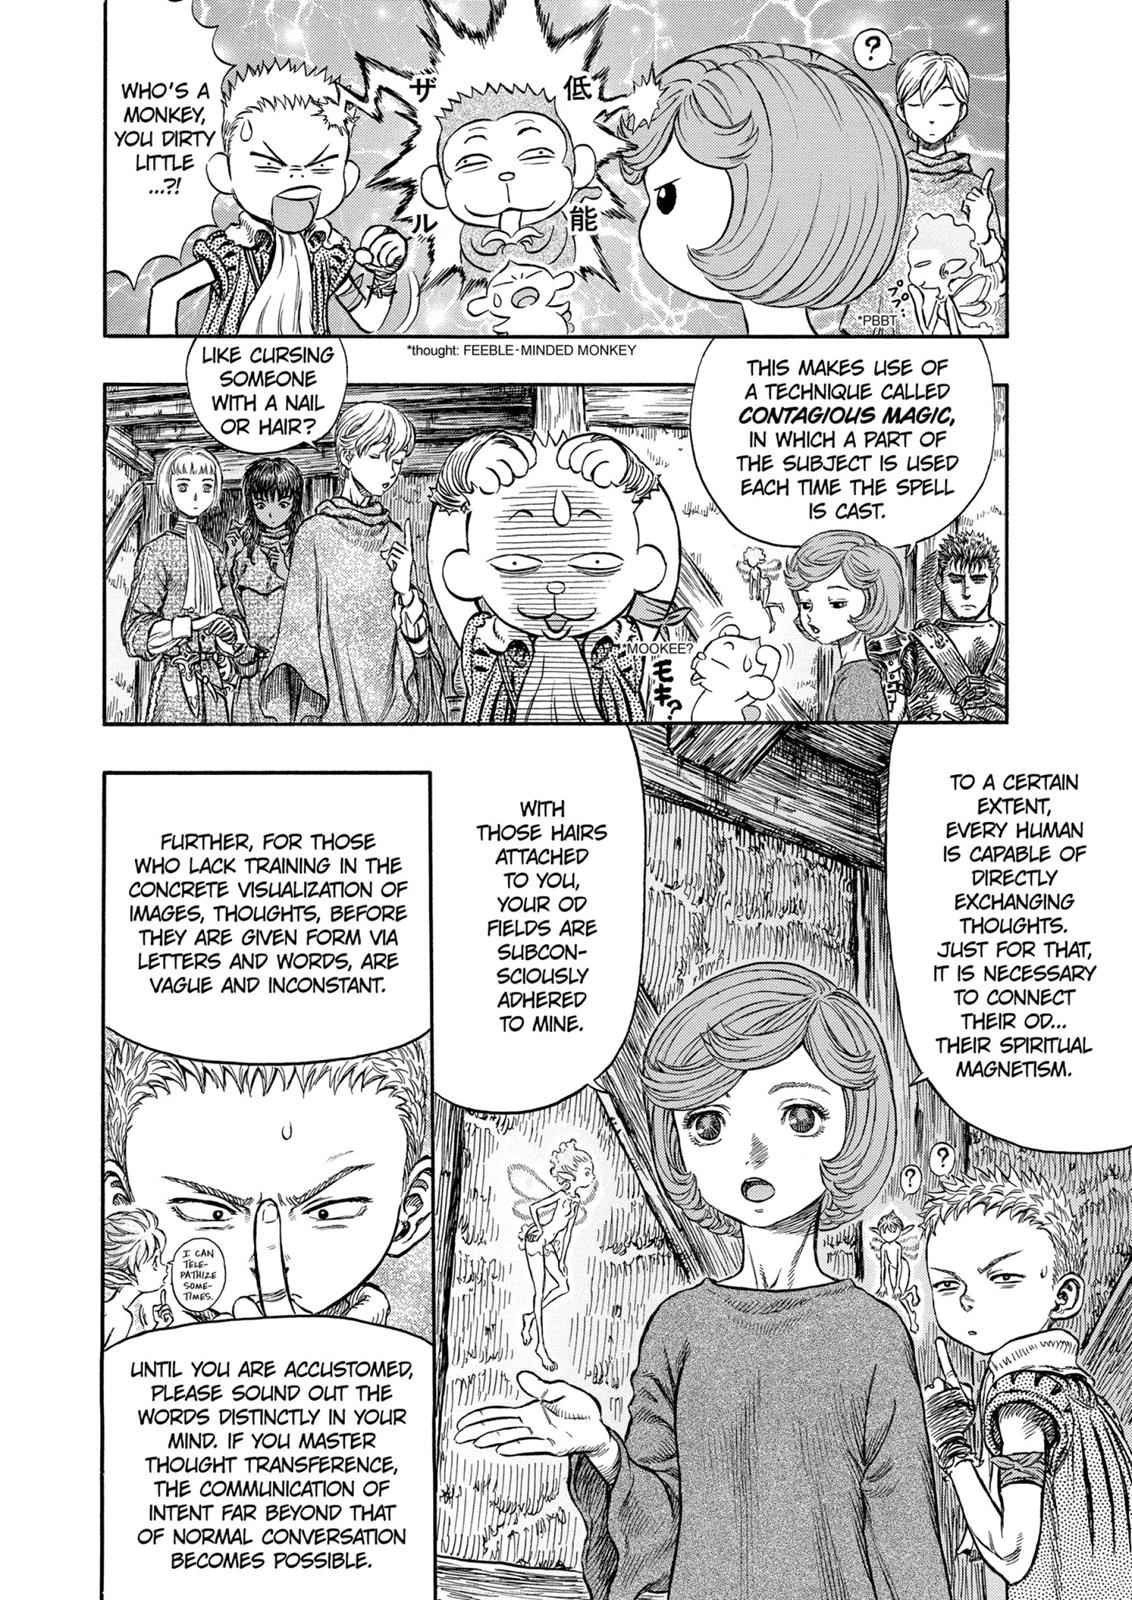 ?
WHO'S A
MONKEY,
YOU DIRTY
LITTLE
...?!
低能
ザル
プププ...
*PBBT
*thought: FEEBLE-MINDED MONKEY
THIS MAKES USE OF
A TECHNIQUE CALLED
CONTAGIOUS MAGIC,
IN WHICH A PART OF
THE SUBJECT IS USED
EACH TIME THE SPELL
IS CAST.
LIKE CURSING
SOMEONE
WITH A NAIL
OR HAIR?
*MOOKEE?
モキ?
TO A CERTAIN
EXTENT,
EVERY HUMAN
IS CAPABLE OF
DIRECTLY
EXCHANGING
THOUGHTS.
JUST FOR THAT,
IT IS NECESSARY
TO CONNECT
THEIR OD...
THEIR SPIRITUAL
MAGNETISM.
WITH
THOSE HAIRS
ATTACHED
TO YOU,
YOUR OD
FIELDS ARE
SUBCON-
SCIOUSLY
ADHERED
TO MINE.
?
?
FURTHER, FOR THOSE
WHO LACK TRAINING IN THE
CONCRETE VISUALIZATION OF
IMAGES, THOUGHTS, BEFORE
THEY ARE GIVEN FORM VIA
LETTERS AND WORDS, ARE
VAGUE AND INCONSTANT.
I CAN
TELE-
PATHIZE
SOME-
TIMES.
UNTIL YOU ARE ACCUSTOMED,
PLEASE SOUND OUT THE
WORDS DISTINCTLY IN YOUR
MIND. IF YOU MASTER
THOUGHT TRANSFERENCE,
THE COMMUNICATION OF
INTENT FAR BEYOND THAT
OF NORMAL CONVERSATION
BECOMES POSSIBLE.